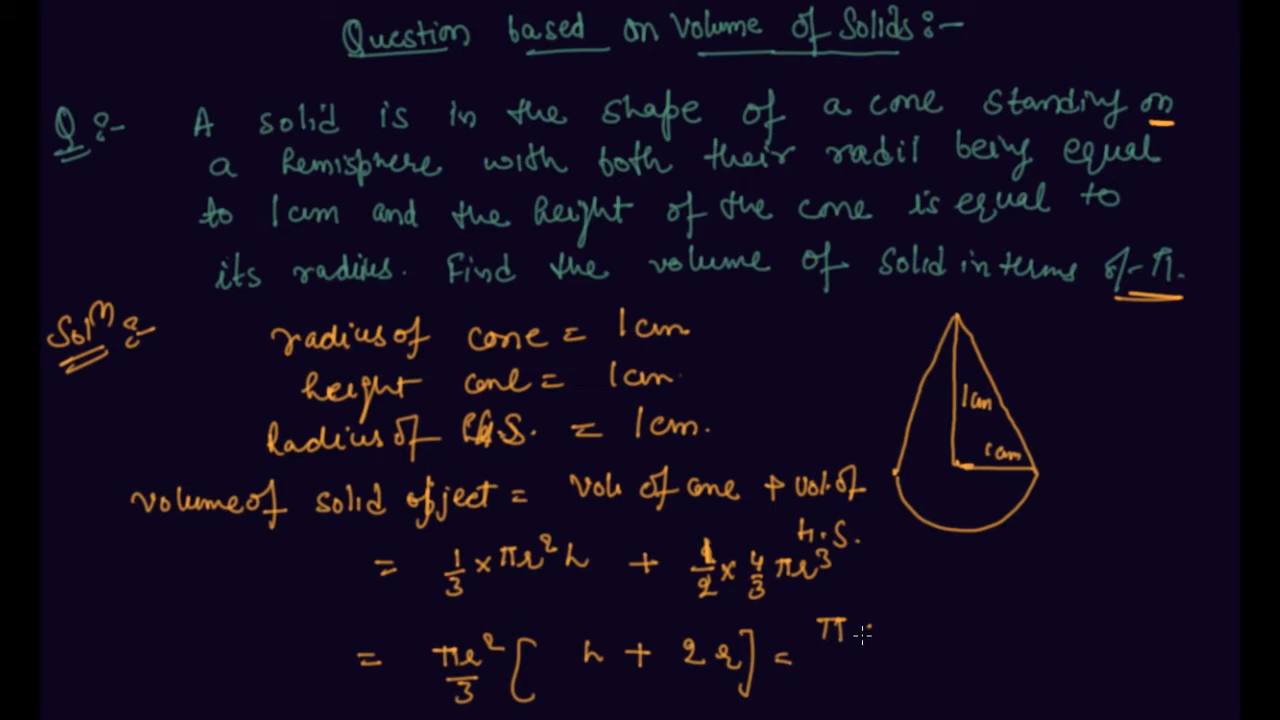 Question based on Volume of Solids:-
Q:- A solid is in the shape of a cone standing on
a hemisphere with both their radii being equal
to 1cm and the height of the cone is equal to
its radius. Find the volume of solid in terms of π.
Solⁿ:- radius of cone = 1cm
height cone = 1cm
Radius of H.S. = 1cm.
volume of solid object = vol. of cone + vol. of
h.S.
= 1/3 × πr²h + 1/2 × 4/3 πr³
= πr²/3 [ h + 2r] = π
1cm
1cm